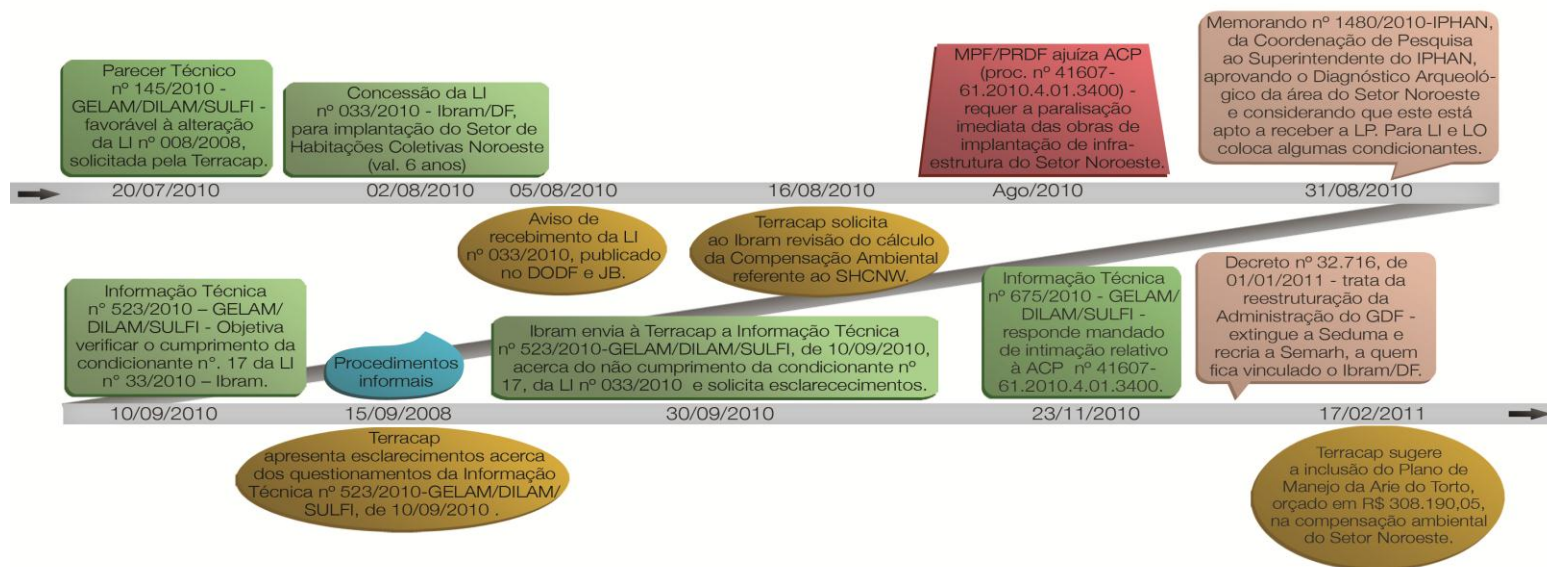 Parecer Técnico
nº 145/2010 -
GELAM/DILAM/SULFI -
favorável à alteração
da LI nº 008/2008,
solicitada pela Terracap.
20/07/2010
Concessão da LI
nº 033/2010 - Ibram/DF,
para implantação do Setor de
Habitações Coletivas Noroeste
(val. 6 anos)
02/08/2010
05/08/2010
Aviso de
recebimento da LI
nº 033/2010, publicado
no DODF e JB.
16/08/2010
Terracap solicita
ao Ibram revisão do cálculo
da Compensação Ambiental
referente ao SHCNW.
MPF/PRDF ajuíza ACP
(proc. nº 41607-
61.2010.4.01.3400) -
requer a paralisação
imediata das obras de
implantação de infra-
estrutura do Setor Noroeste.
Ago/2010
Memorando nº 1480/2010-IPHAN,
da Coordenação de Pesquisa
ao Superintendente do IPHAN,
aprovando o Diagnóstico Arqueoló-
gico da área do Setor Noroeste
e considerando que este está
apto a receber a LP. Para LI e LO
coloca algumas condicionantes.
31/08/2010
Informação Técnica
nº 523/2010 – GELAM/
DILAM/SULFI - Objetiva
verificar o cumprimento da
condicionante n°. 17 da LI
nº 33/2010 – Ibram.
10/09/2010
Procedimentos
informais
15/09/2008
Terracap
apresenta esclarecimentos acerca
dos questionamentos da Informação
Técnica nº 523/2010-GELAM/DILAM/
SULFI, de 10/09/2010 .
Ibram envia à Terracap a Informação Técnica
nº 523/2010-GELAM/DILAM/SULFI, de 10/09/2010,
acerca do não cumprimento da condicionante nº
17, da LI nº 033/2010  e solicita esclarececimentos.
30/09/2010
Informação Técnica
nº 675/2010 - GELAM/
DILAM/SULFI -
responde mandado
de intimação relativo
à ACP  nº 41607-
61.2010.4.01.3400.
23/11/2010
Decreto nº 32.716, de
01/01/2011 - trata da
reestruturação da
Administração do GDF -
extingue a Seduma e
recria a Semarh, a quem
fica vinculado o Ibram/DF.
17/02/2011
Terracap sugere
a inclusão do Plano de
Manejo da Arie do Torto,
orçado em R$ 308.190,05,
na compensação ambiental
do Setor Noroeste.